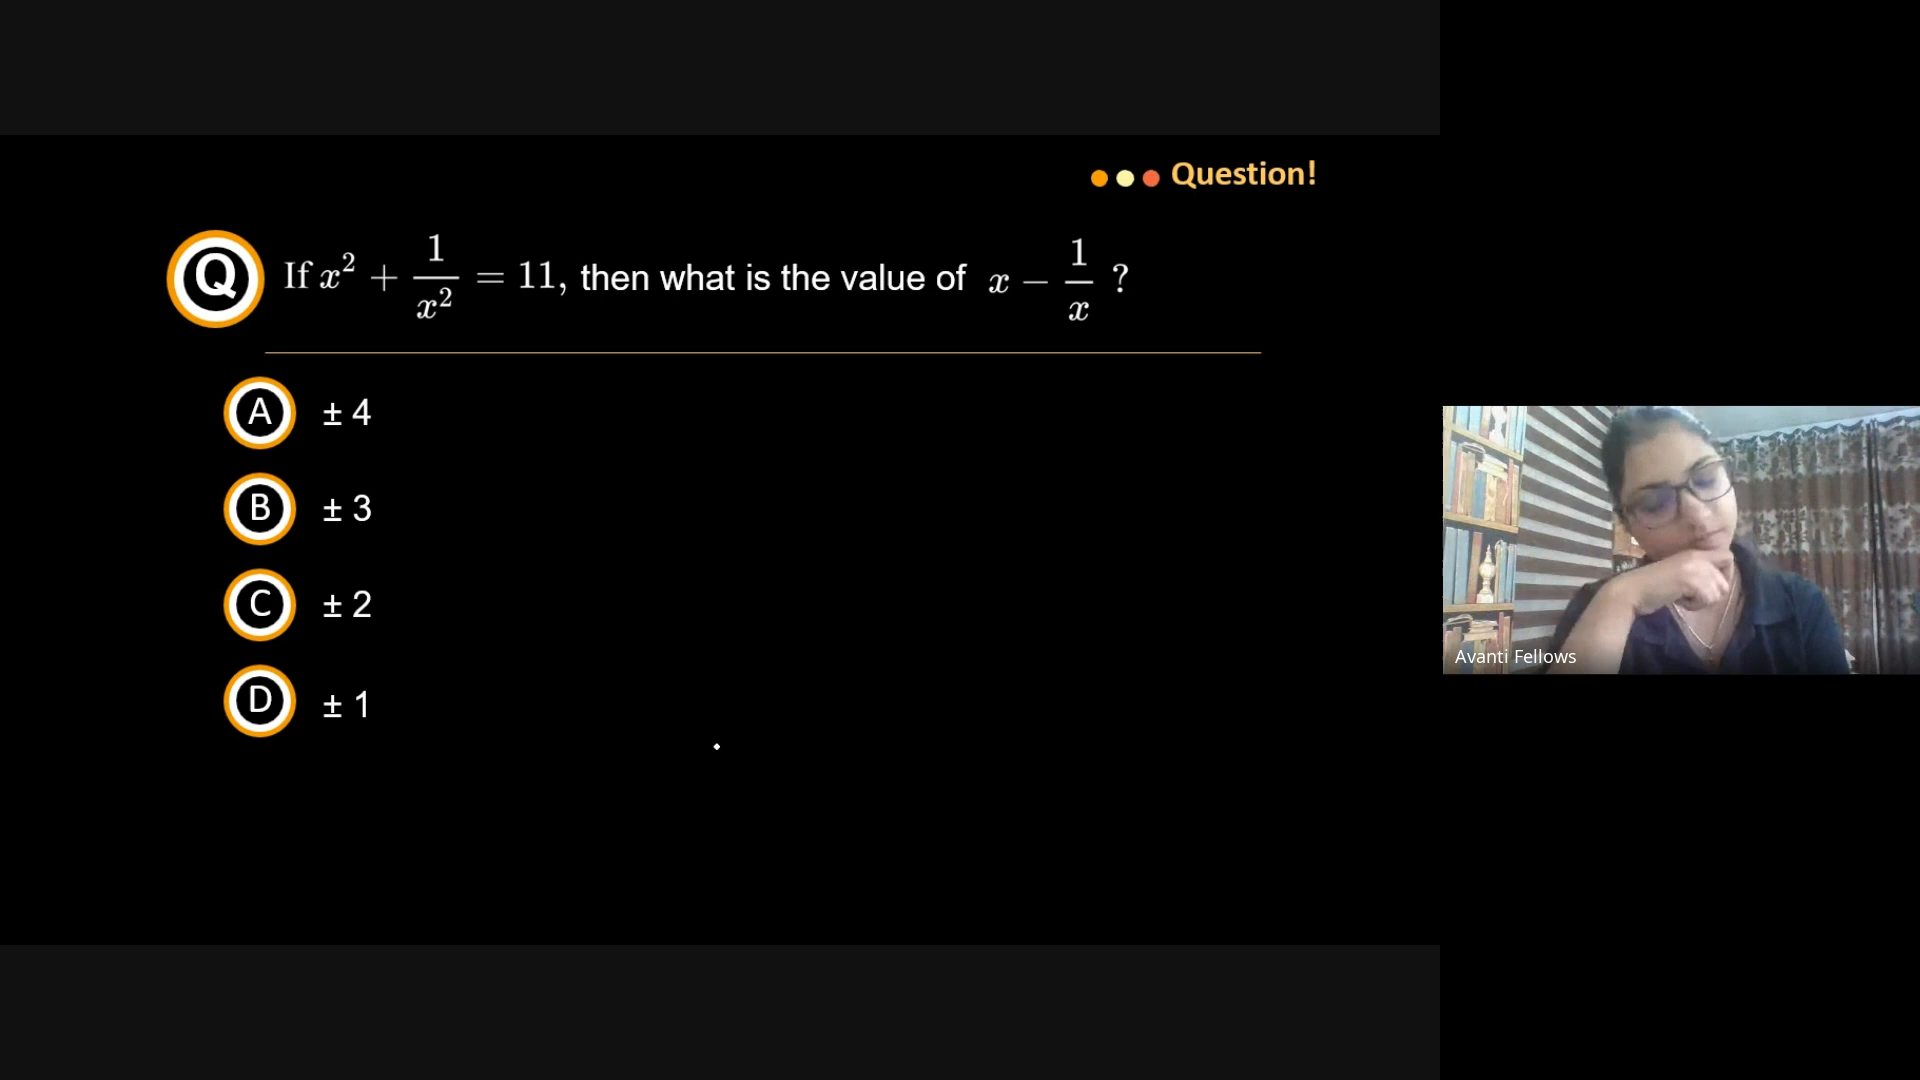 Question!
Q If x² + 1/x² = 11, then what is the value of x − 1/x ?
A ± 4
B ± 3
C ± 2
D ± 1
Avanti Fellows